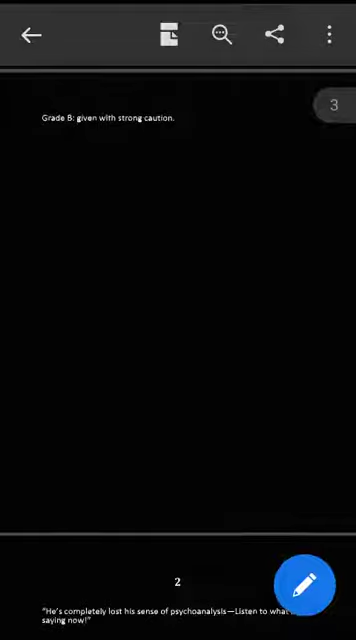 3
Grade B: given with strong caution.
2
"He's completely lost his sense of psychoanalysis—Listen to what
saying now!"